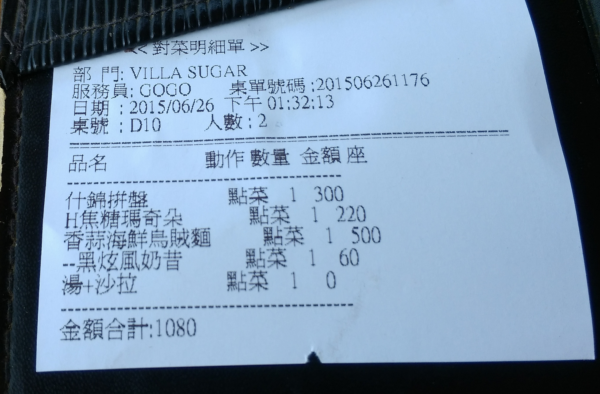 << 對菜明細單 >>
部 門: VILLA SUGAR
服務員: GOGO 桌單號碼 :201506261176
日期 : 2015/06/26 下午 01:32:13
桌號 : D10 人數 : 2
品名 動作 數量 金額 座
什錦拼盤 點菜 1 300
H焦糖瑪奇朵 點菜 1 220
香蒜海鮮烏賊麵 點菜 1 500
--黑炫風奶昔 點菜 1 60
湯+沙拉 點菜 1 0
金額合計:1080